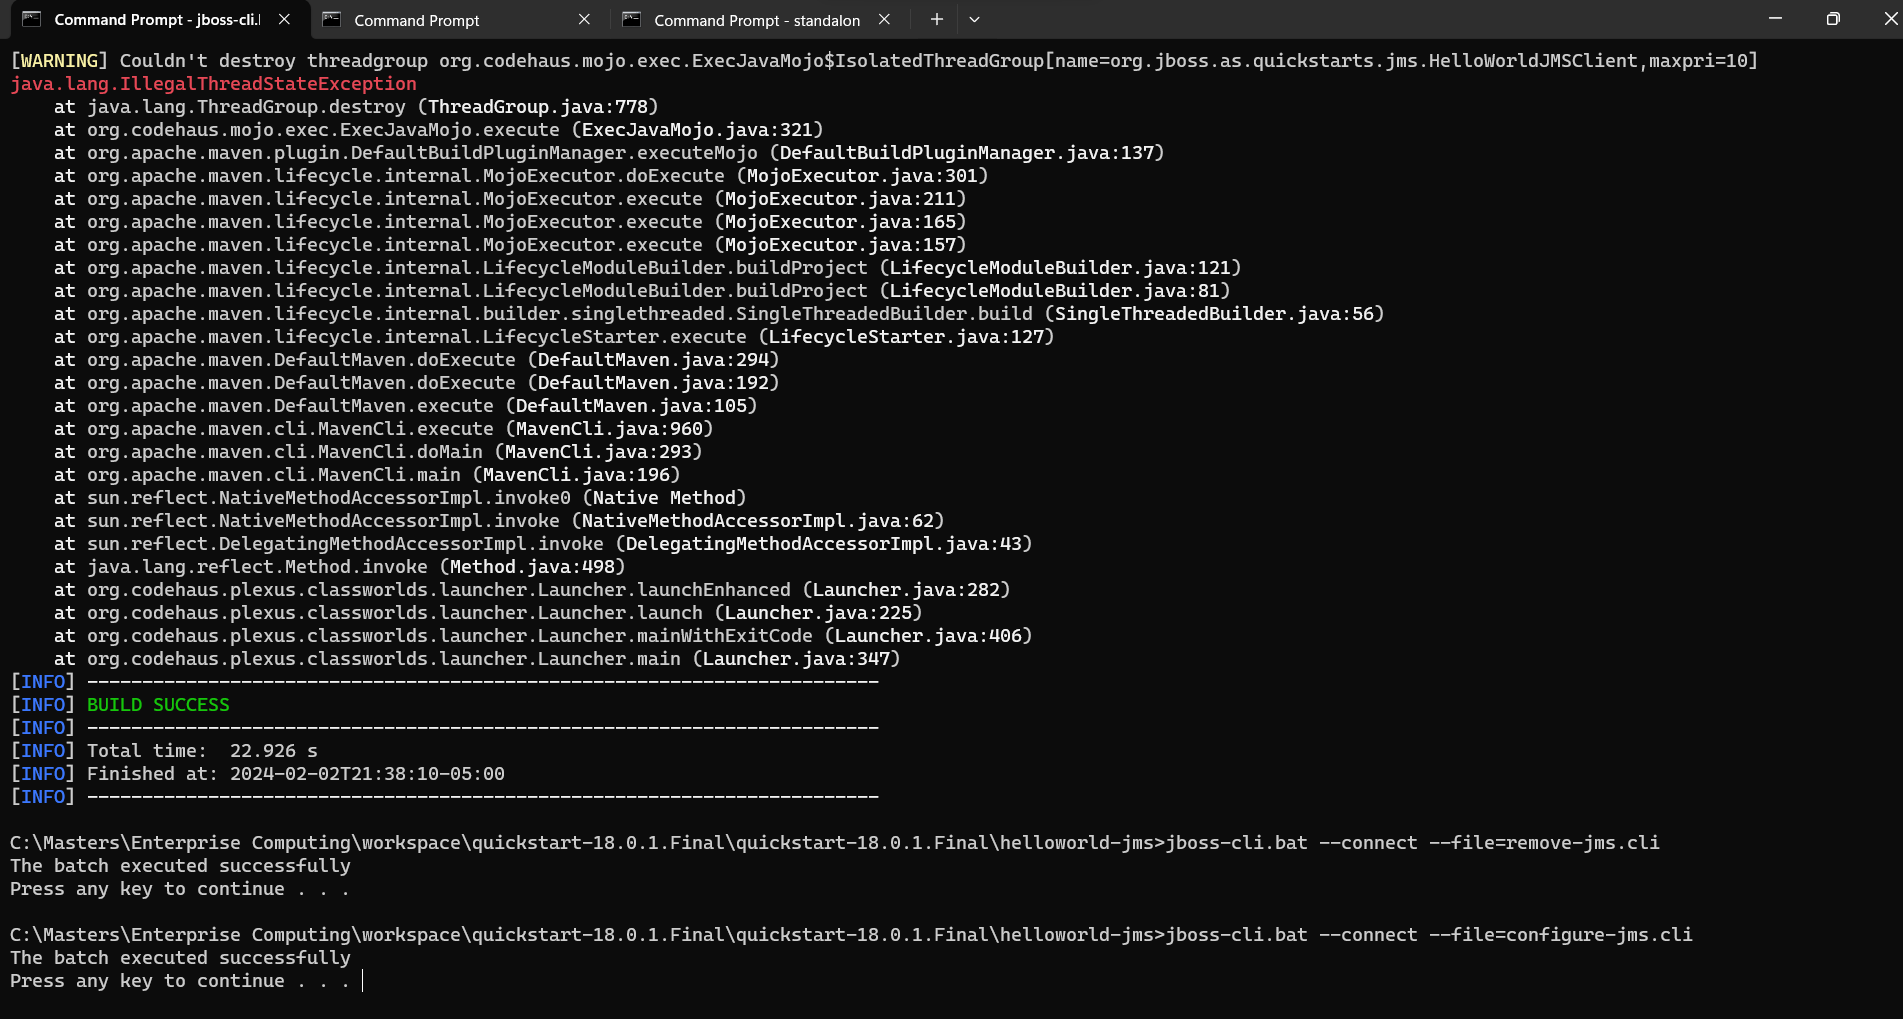 Command Prompt - jboss-cli.l
Command Prompt
Command Prompt - standalon
[WARNING] Couldn't destroy threadgroup org.codehaus.mojo.exec.ExecJavaMojo$IsolatedThreadGroup[name=org.jboss.as.quickstarts.jms.HelloWorldJMSClient,maxpri=10]
java.lang.IllegalThreadStateException
    at java.lang.ThreadGroup.destroy (ThreadGroup.java:778)
    at org.codehaus.mojo.exec.ExecJavaMojo.execute (ExecJavaMojo.java:321)
    at org.apache.maven.plugin.DefaultBuildPluginManager.executeMojo (DefaultBuildPluginManager.java:137)
    at org.apache.maven.lifecycle.internal.MojoExecutor.doExecute (MojoExecutor.java:301)
    at org.apache.maven.lifecycle.internal.MojoExecutor.execute (MojoExecutor.java:211)
    at org.apache.maven.lifecycle.internal.MojoExecutor.execute (MojoExecutor.java:165)
    at org.apache.maven.lifecycle.internal.MojoExecutor.execute (MojoExecutor.java:157)
    at org.apache.maven.lifecycle.internal.LifecycleModuleBuilder.buildProject (LifecycleModuleBuilder.java:121)
    at org.apache.maven.lifecycle.internal.LifecycleModuleBuilder.buildProject (LifecycleModuleBuilder.java:81)
    at org.apache.maven.lifecycle.internal.builder.singlethreaded.SingleThreadedBuilder.build (SingleThreadedBuilder.java:56)
    at org.apache.maven.lifecycle.internal.LifecycleStarter.execute (LifecycleStarter.java:127)
    at org.apache.maven.DefaultMaven.doExecute (DefaultMaven.java:294)
    at org.apache.maven.DefaultMaven.doExecute (DefaultMaven.java:192)
    at org.apache.maven.DefaultMaven.execute (DefaultMaven.java:105)
    at org.apache.maven.cli.MavenCli.execute (MavenCli.java:960)
    at org.apache.maven.cli.MavenCli.doMain (MavenCli.java:293)
    at org.apache.maven.cli.MavenCli.main (MavenCli.java:196)
    at sun.reflect.NativeMethodAccessorImpl.invoke0 (Native Method)
    at sun.reflect.NativeMethodAccessorImpl.invoke (NativeMethodAccessorImpl.java:62)
    at sun.reflect.DelegatingMethodAccessorImpl.invoke (DelegatingMethodAccessorImpl.java:43)
    at java.lang.reflect.Method.invoke (Method.java:498)
    at org.codehaus.plexus.classworlds.launcher.Launcher.launchEnhanced (Launcher.java:282)
    at org.codehaus.plexus.classworlds.launcher.Launcher.launch (Launcher.java:225)
    at org.codehaus.plexus.classworlds.launcher.Launcher.mainWithExitCode (Launcher.java:406)
    at org.codehaus.plexus.classworlds.launcher.Launcher.main (Launcher.java:347)
[INFO] ------------------------------------------------------------------------
[INFO] BUILD SUCCESS
[INFO] ------------------------------------------------------------------------
[INFO] Total time:  22.926 s
[INFO] Finished at: 2024-02-02T21:38:10-05:00
[INFO] ------------------------------------------------------------------------
C:\Masters\Enterprise Computing\workspace\quickstart-18.0.1.Final\quickstart-18.0.1.Final\helloworld-jms>jboss-cli.bat --connect --file=remove-jms.cli
The batch executed successfully
Press any key to continue . . .
C:\Masters\Enterprise Computing\workspace\quickstart-18.0.1.Final\quickstart-18.0.1.Final\helloworld-jms>jboss-cli.bat --connect --file=configure-jms.cli
The batch executed successfully
Press any key to continue . . .